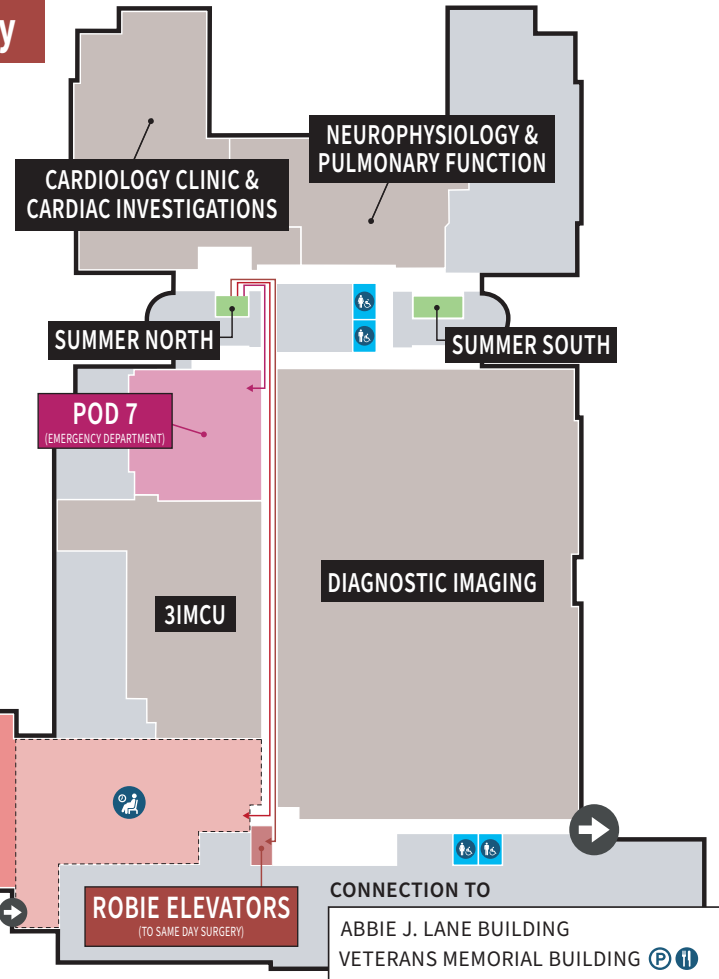 y
NEUROPHYSIOLOGY &
PULMONARY FUNCTION
CARDIOLOGY CLINIC &
CARDIAC INVESTIGATIONS
SUMMER NORTH
SUMMER SOUTH
POD 7
(EMERGENCY DEPARTMENT)
DIAGNOSTIC IMAGING
3IMCU
ROBIE ELEVATORS
(TO SAME DAY SURGERY)
CONNECTION TO
ABBIE J. LANE BUILDING
VETERANS MEMORIAL BUILDING P